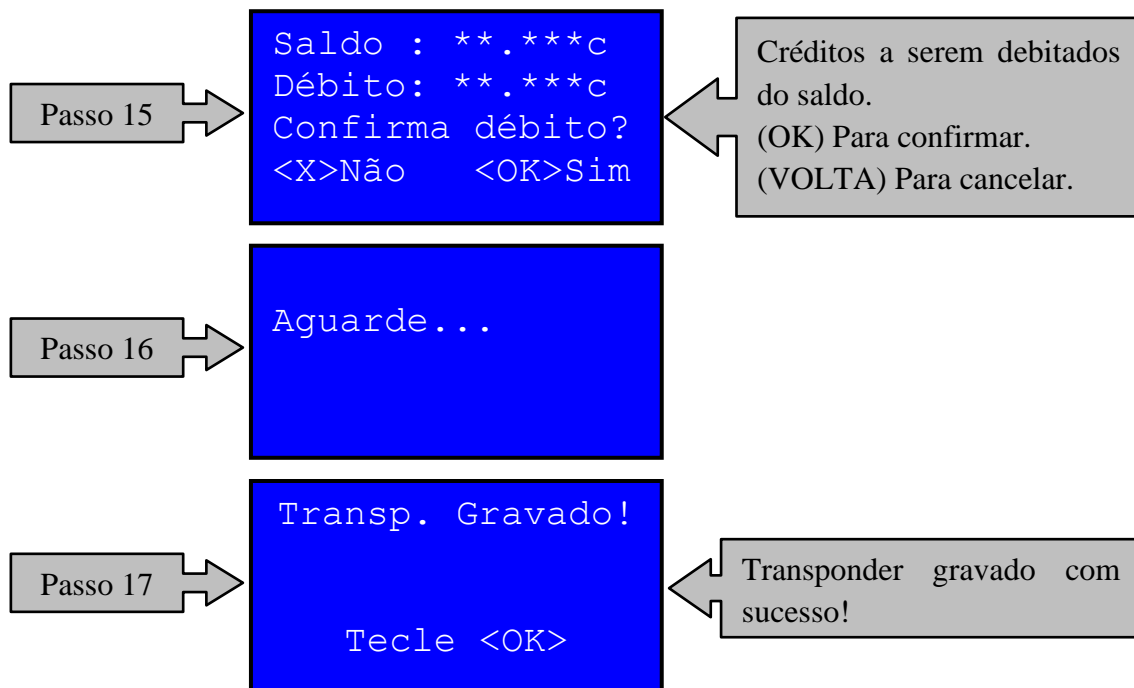 Passo 15
Saldo : **.***c
Débito: **.***c
Confirma débito?
<X>Não <OK>Sim
Créditos a serem debitados
do saldo.
(OK) Para confirmar.
(VOLTA) Para cancelar.
Passo 16
Aguarde...
Passo 17
Transp. Gravado!
Tecle <OK>
Transponder gravado com
sucesso!